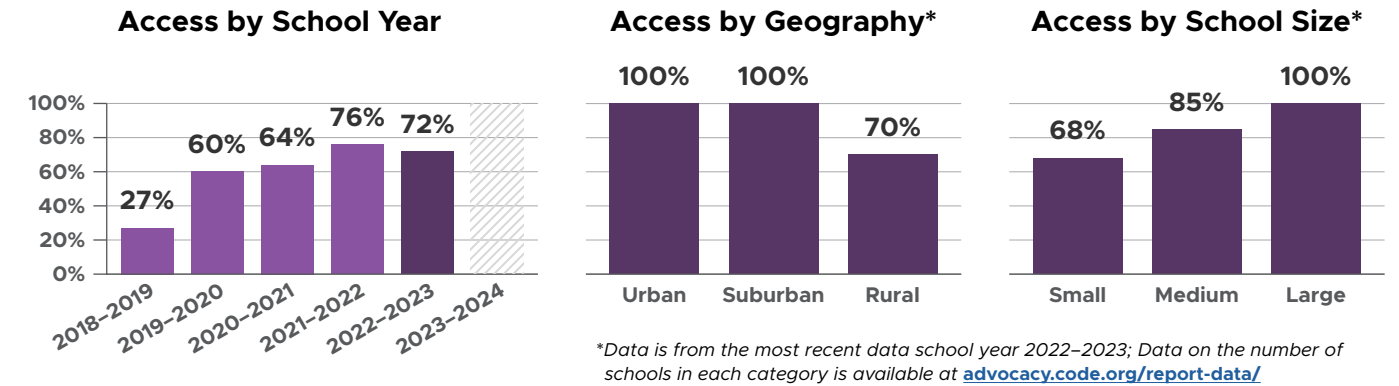 Access by School Year
100%
80%
60%
40%
20%
0%
27%
60%
64%
76%
72%
2018–2019
2019–2020
2020–2021
2021–2022
2022–2023
2023–2024
Access by Geography*
100%
100%
70%
Urban
Suburban
Rural
Access by School Size*
68%
85%
100%
Small
Medium
Large
*Data is from the most recent data school year 2022–2023; Data on the number of
schools in each category is available at advocacy.code.org/report-data/